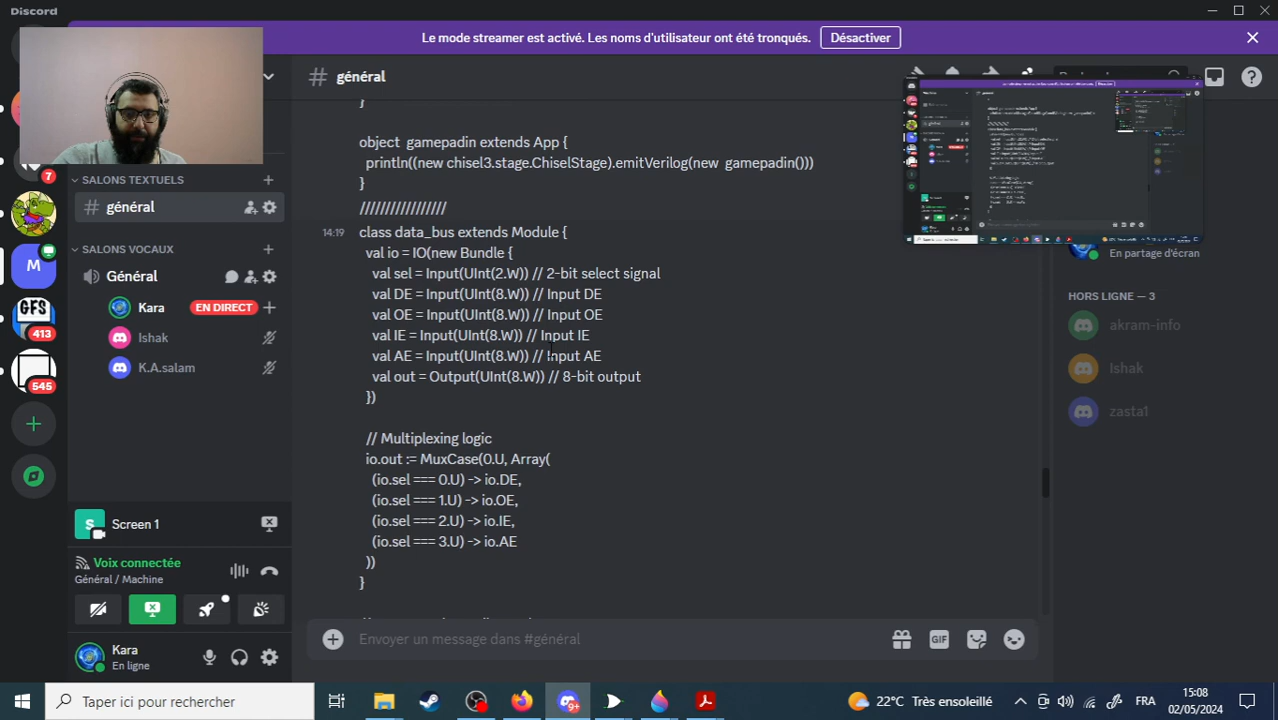 Discord
Le mode streamer est activé. Les noms d'utilisateur ont été tronqués.
Désactiver
général
}
object gamepadin extends App {
println((new chisel3.stage.ChiselStage).emitVerilog(new gamepadin()))
}
/////////////////
14:19
class data_bus extends Module {
val io = IO(new Bundle {
val sel = Input(UInt(2.W)) // 2-bit select signal
val DE = Input(UInt(8.W)) // Input DE
val OE = Input(UInt(8.W)) // Input OE
val IE = Input(UInt(8.W)) // Input IE
val AE = Input(UInt(8.W)) // Input AE
val out = Output(UInt(8.W)) // 8-bit output
})
// Multiplexing logic
io.out := MuxCase(0.U, Array(
(io.sel === 0.U) -> io.DE,
(io.sel === 1.U) -> io.OE,
(io.sel === 2.U) -> io.IE,
(io.sel === 3.U) -> io.AE
))
}
Envoyer un message dans #général
GIF
7
M
GFS
413
545
SALONS TEXTUELS
général
SALONS VOCAUX
Général
Kara
EN DIRECT
Ishak
K.A.salam
S
Screen 1
Voix connectée
Général / Machine
Kara
En ligne
En partage d'écran
HORS LIGNE — 3
akram-info
Ishak
zasta1
Taper ici pour rechercher
9+
22°C Très ensoleillé
FRA
15:08
02/05/2024